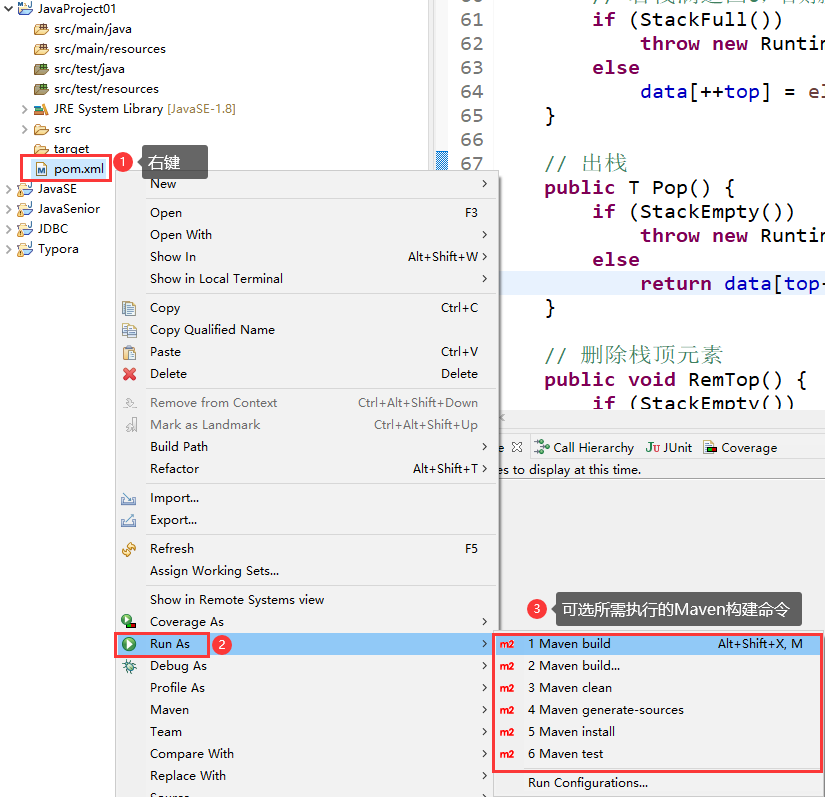 JavaProject01
src/main/java
src/main/resources
src/test/java
src/test/resources
JRE System Library [JavaSE-1.8]
src
target
pom.xml
JavaSE
JavaSenior
JDBC
Typora
1 右键
61 if (StackFull())
62 throw new Runtim
63 else
64 data[++top] = el
65 }
66
67 // 出栈
public T Pop() {
if (StackEmpty())
throw new Runtim
else
return data[top-
}
// 删除栈顶元素
public void RemTop() {
if (StackEmpty())
New
Open F3
Open With
Show In Alt+Shift+W
Show in Local Terminal
Copy Ctrl+C
Copy Qualified Name
Paste Ctrl+V
Delete Delete
Remove from Context Ctrl+Alt+Shift+Down
Mark as Landmark Ctrl+Alt+Shift+Up
Build Path
Refactor Alt+Shift+T
Import...
Export...
Refresh F5
Assign Working Sets...
Show in Remote Systems view
Coverage As
Run As 2
Debug As
Profile As
Maven
Team
Compare With
Replace With
Source
e Call Hierarchy JUnit Coverage
es to display at this time.
3 可选所需执行的Maven构建命令
m2 1 Maven build Alt+Shift+X, M
m2 2 Maven build...
m2 3 Maven clean
m2 4 Maven generate-sources
m2 5 Maven install
m2 6 Maven test
Run Configurations...